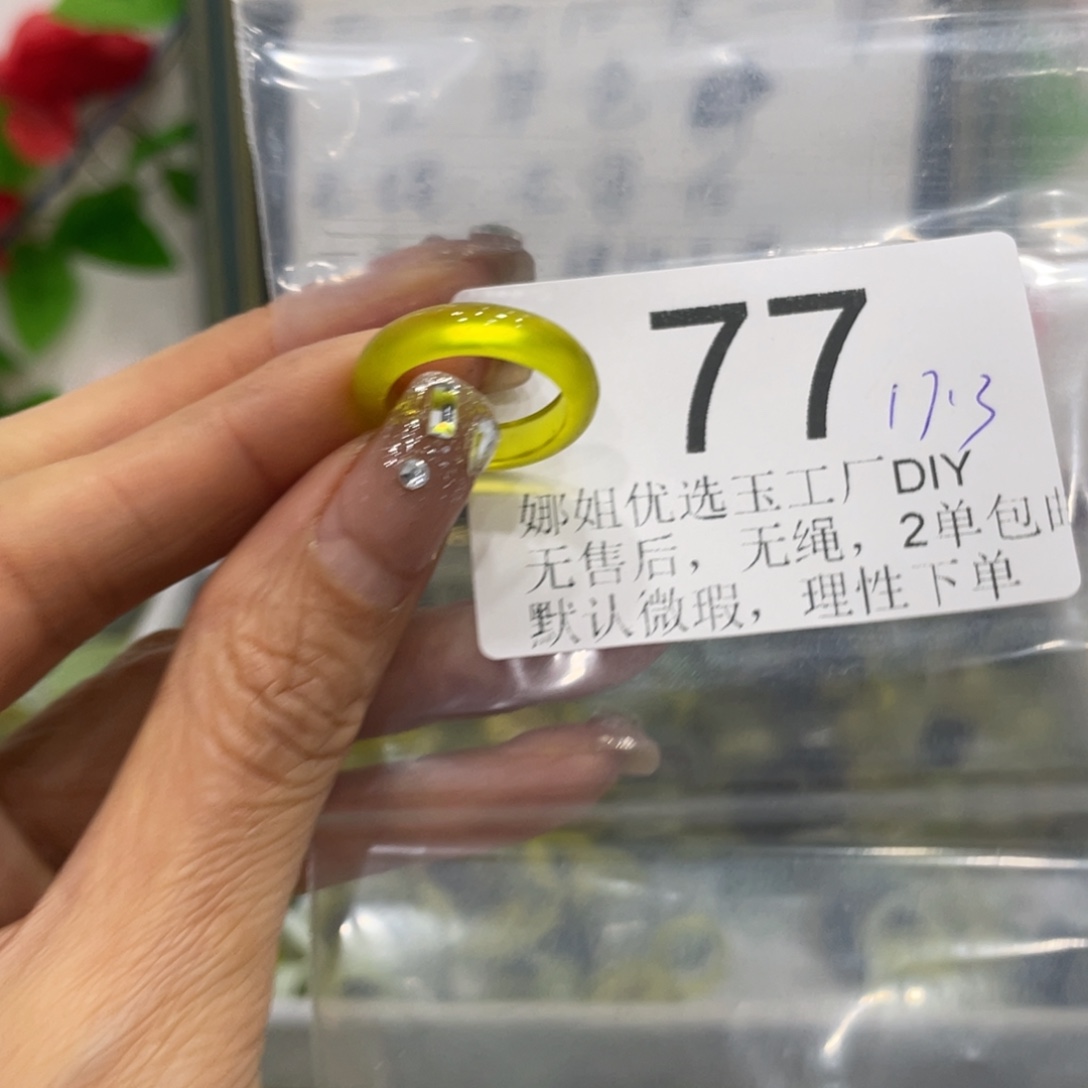 77
17.3
娜姐优选玉工厂DIY
无售后，无绳，2单包
默认微瑕，理性下单